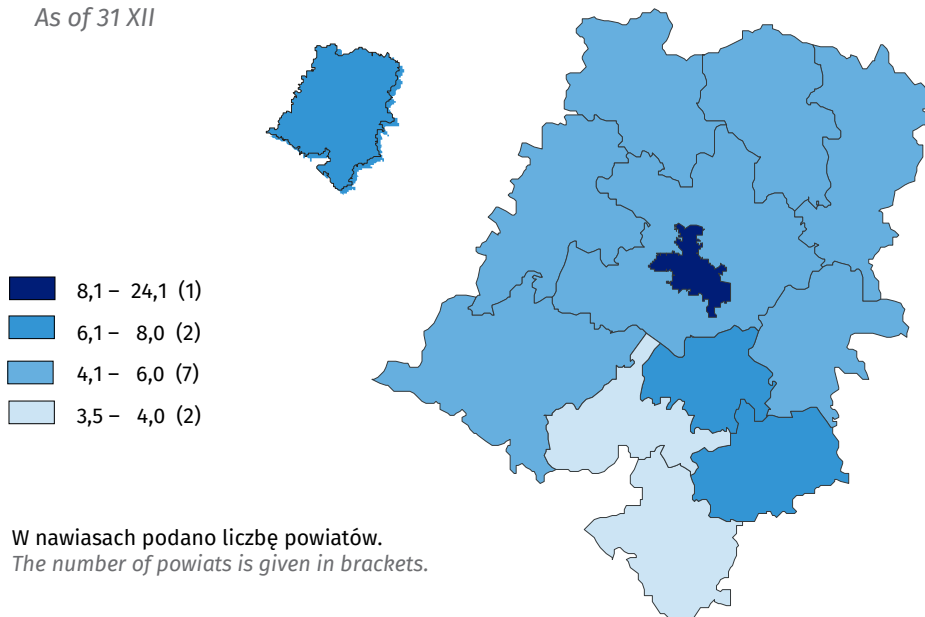 As of 31 XII
8,1 – 24,1 (1)
6,1 – 8,0 (2)
4,1 – 6,0 (7)
3,5 – 4,0 (2)
W nawiasach podano liczbę powiatów.
The number of powiats is given in brackets.